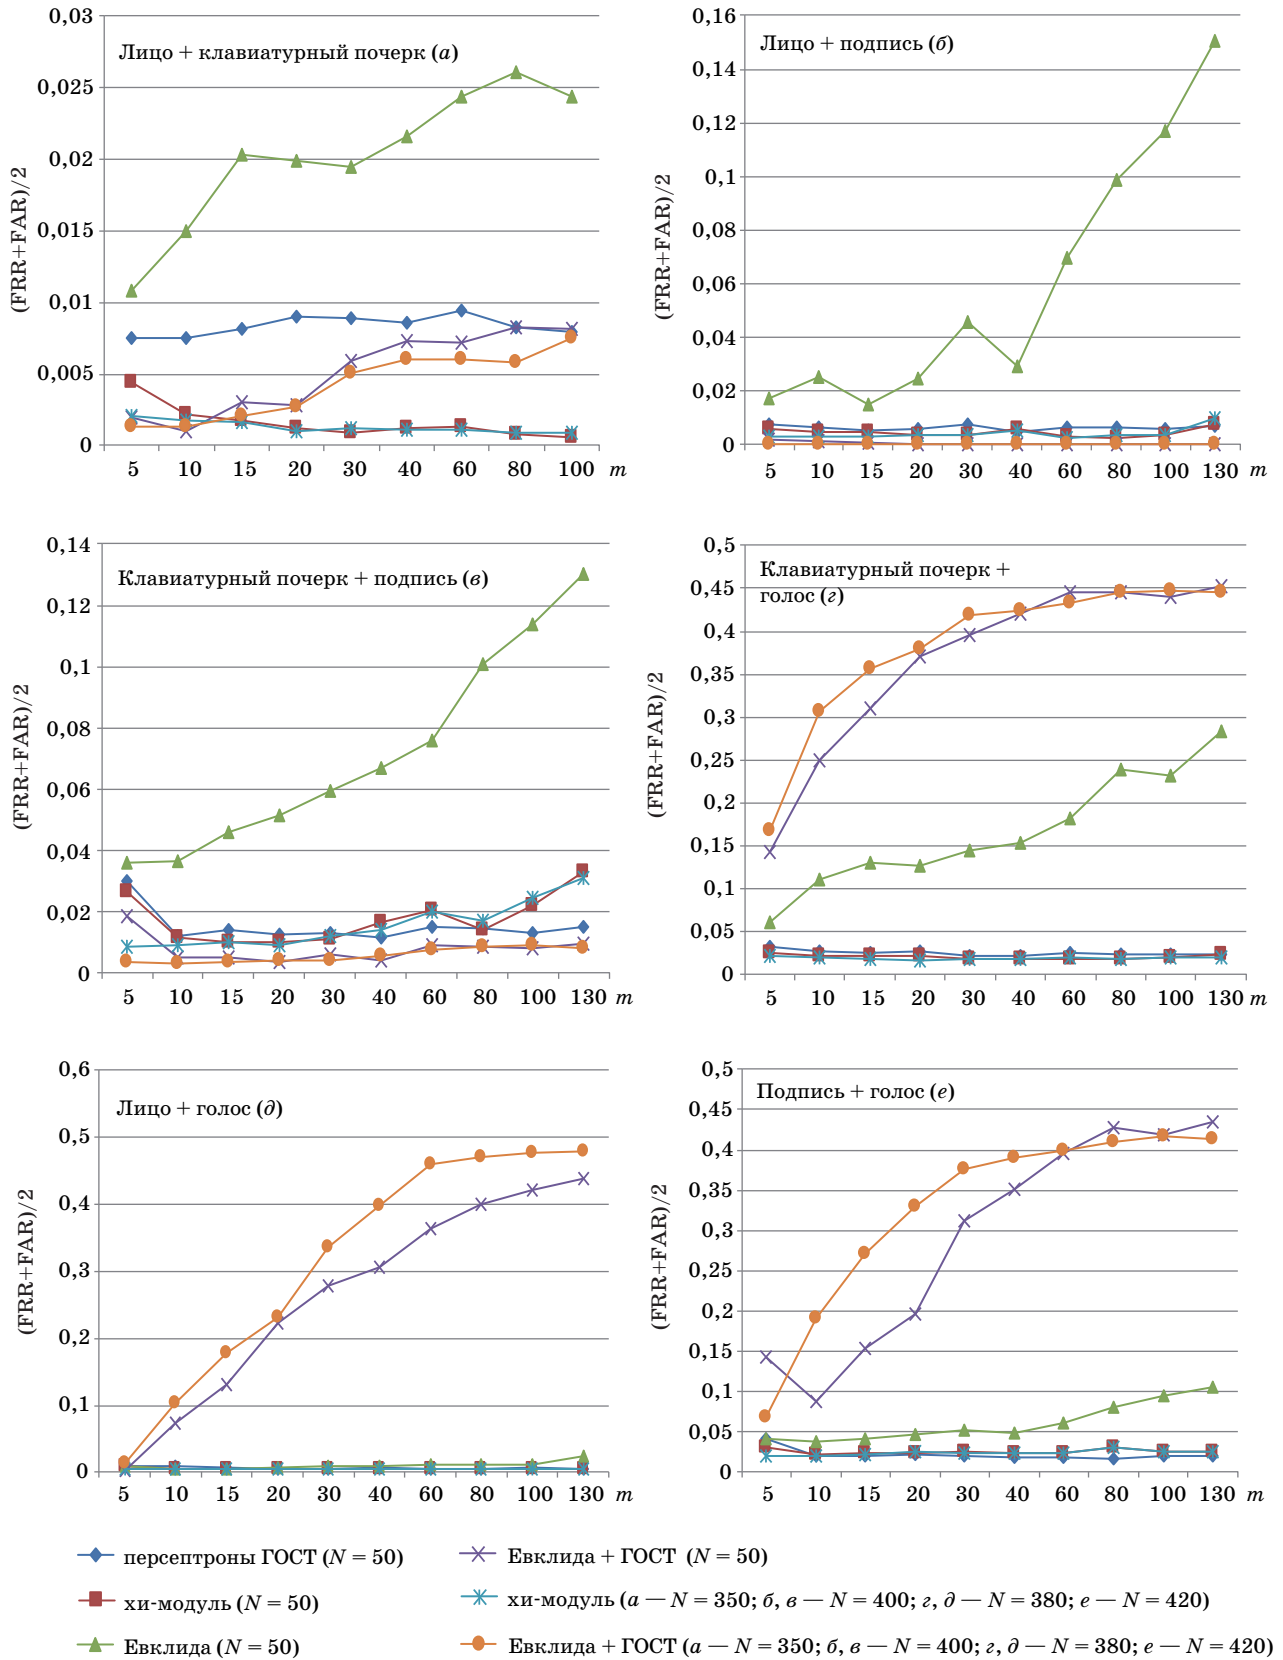 Лицо + клавиатурный почерк (а)
(FRR+FAR)/2
0,03
0,025
0,02
0,015
0,01
0,005
0
5 10 15 20 30 40 60 80 100 m
Лицо + подпись (б)
(FRR+FAR)/2
0,16
0,14
0,12
0,1
0,08
0,06
0,04
0,02
0
5 10 15 20 30 40 60 80 100 130 m
Клавиатурный почерк + подпись (в)
(FRR+FAR)/2
0,14
0,12
0,1
0,08
0,06
0,04
0,02
0
5 10 15 20 30 40 60 80 100 130 m
Клавиатурный почерк +
голос (г)
(FRR+FAR)/2
0,5
0,45
0,4
0,35
0,3
0,25
0,2
0,15
0,1
0,05
0
5 10 15 20 30 40 60 80 100 130 m
Лицо + голос (д)
(FRR+FAR)/2
0,6
0,5
0,4
0,3
0,2
0,1
0
5 10 15 20 30 40 60 80 100 130 m
Подпись + голос (е)
(FRR+FAR)/2
0,5
0,45
0,4
0,35
0,3
0,25
0,2
0,15
0,1
0,05
0
5 10 15 20 30 40 60 80 100 130 m
персептроны ГОСТ (N = 50)
хи-модуль (N = 50)
Евклида (N = 50)
Евклида + ГОСТ (N = 50)
хи-модуль (а — N = 350; б, в — N = 400; г, д — N = 380; е — N = 420)
Евклида + ГОСТ (а — N = 350; б, в — N = 400; г, д — N = 380; е — N = 420)